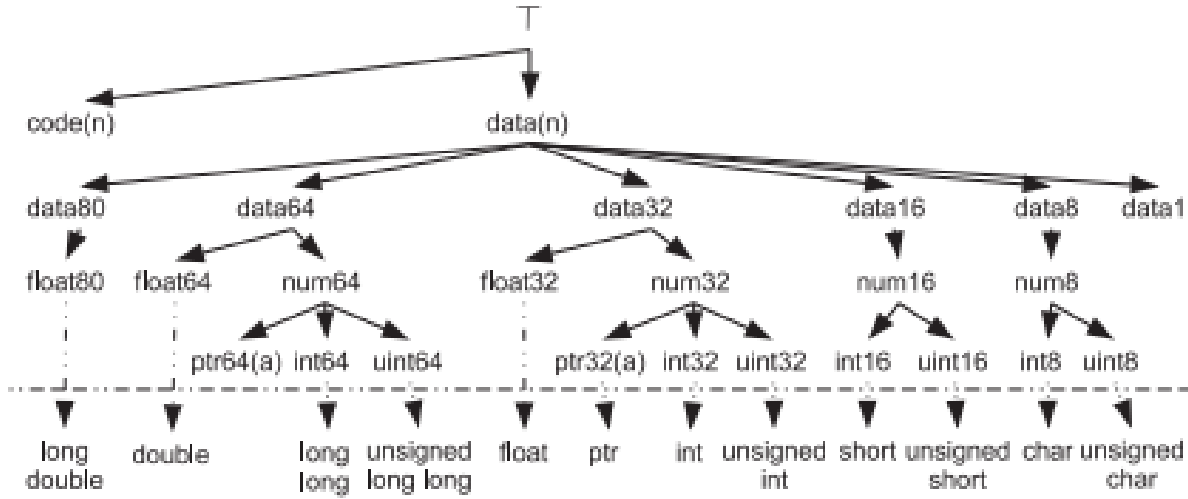 ⊤
code(n) data(n)
data80 data64 data32 data16 data8 data1
float80 float64 num64 float32 num32 num16 num8
ptr64(a) int64 uint64 ptr32(a) int32 uint32 int16 uint16 int8 uint8
long double long unsigned float ptr int unsigned short unsigned char unsigned
double long long long int short char